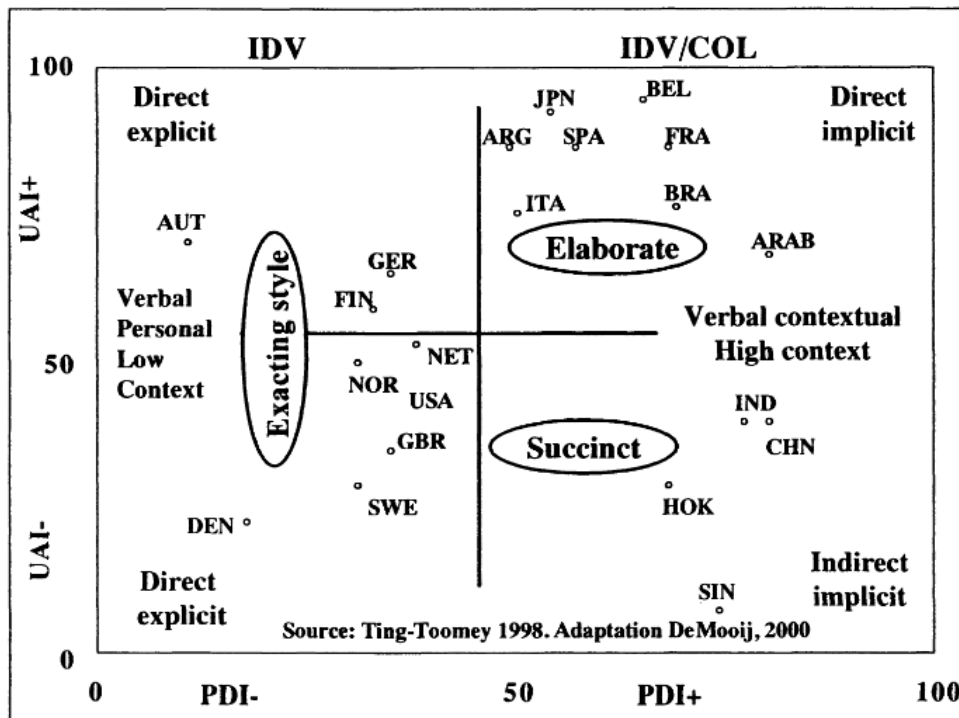 IDV IDV/COL
100
Direct explicit
JPN BEL
Direct implicit
ARG SPA FRA
UAI+
AUT
ITA BRA
Elaborate ARAB
GER
FIN
Verbal
Personal
Low
Context
Exacting style
Verbal contextual
High context
50
NET
NOR USA
IND
CHN
GBR
Succinct
SWE
HOK
DEN
UAI-
Direct
explicit
SIN
Indirect
implicit
Source: Ting-Toomey 1998. Adaptation DeMooij, 2000
0
0 PDI- 50 PDI+ 100